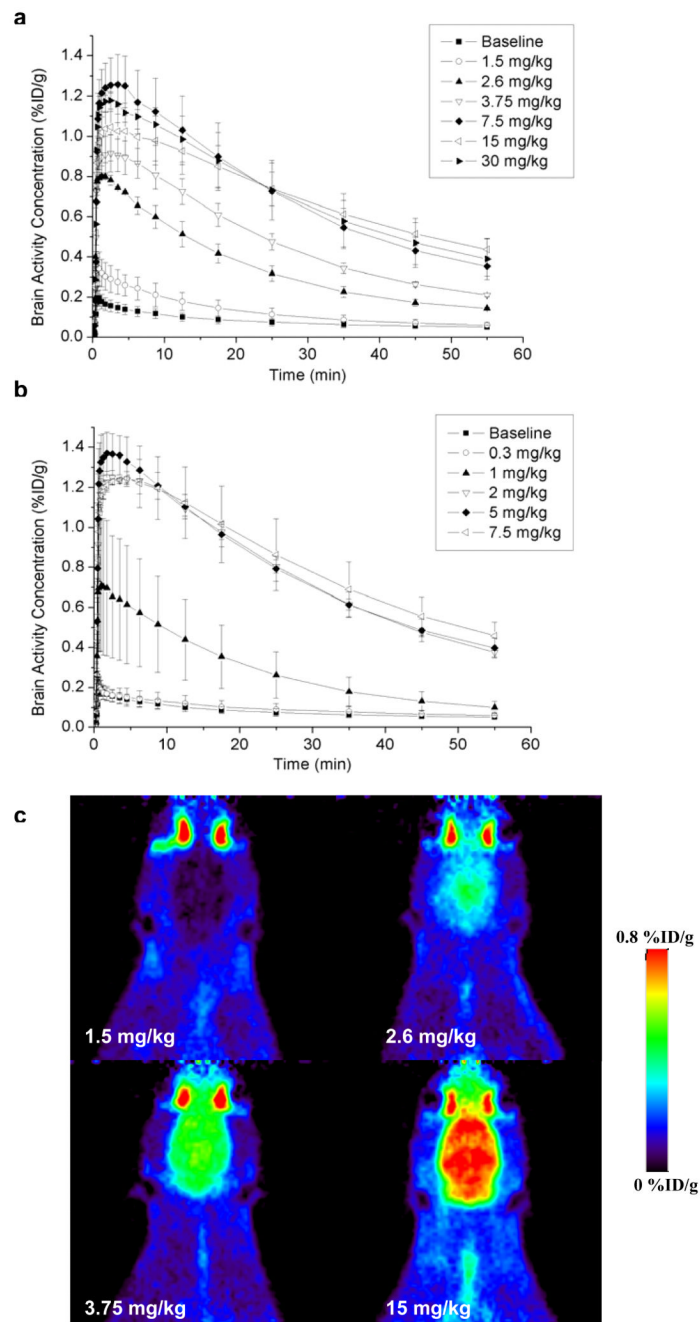 a
1.4
1.2
1.0
0.8
0.6
0.4
0.2
0.0
Brain Activity Concentration (%ID/g)
0 10 20 30 40 50 60
Time (min)
Baseline
1.5 mg/kg
2.6 mg/kg
3.75 mg/kg
7.5 mg/kg
15 mg/kg
30 mg/kg
b
1.4
1.2
1.0
0.8
0.6
0.4
0.2
0.0
Brain Activity Concentration (%ID/g)
0 10 20 30 40 50 60
Time (min)
Baseline
0.3 mg/kg
1 mg/kg
2 mg/kg
5 mg/kg
7.5 mg/kg
c
1.5 mg/kg
2.6 mg/kg
3.75 mg/kg
15 mg/kg
0.8 %ID/g
0 %ID/g